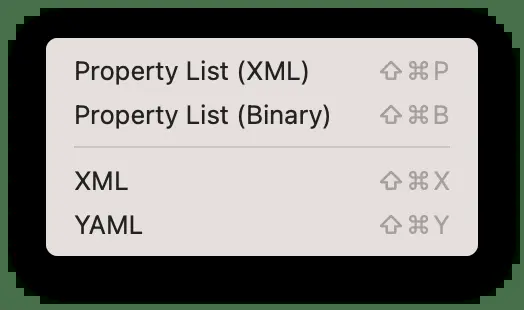 Property List (XML) ⇧⌘P
Property List (Binary) ⇧⌘B
XML ⇧⌘X
YAML ⇧⌘Y